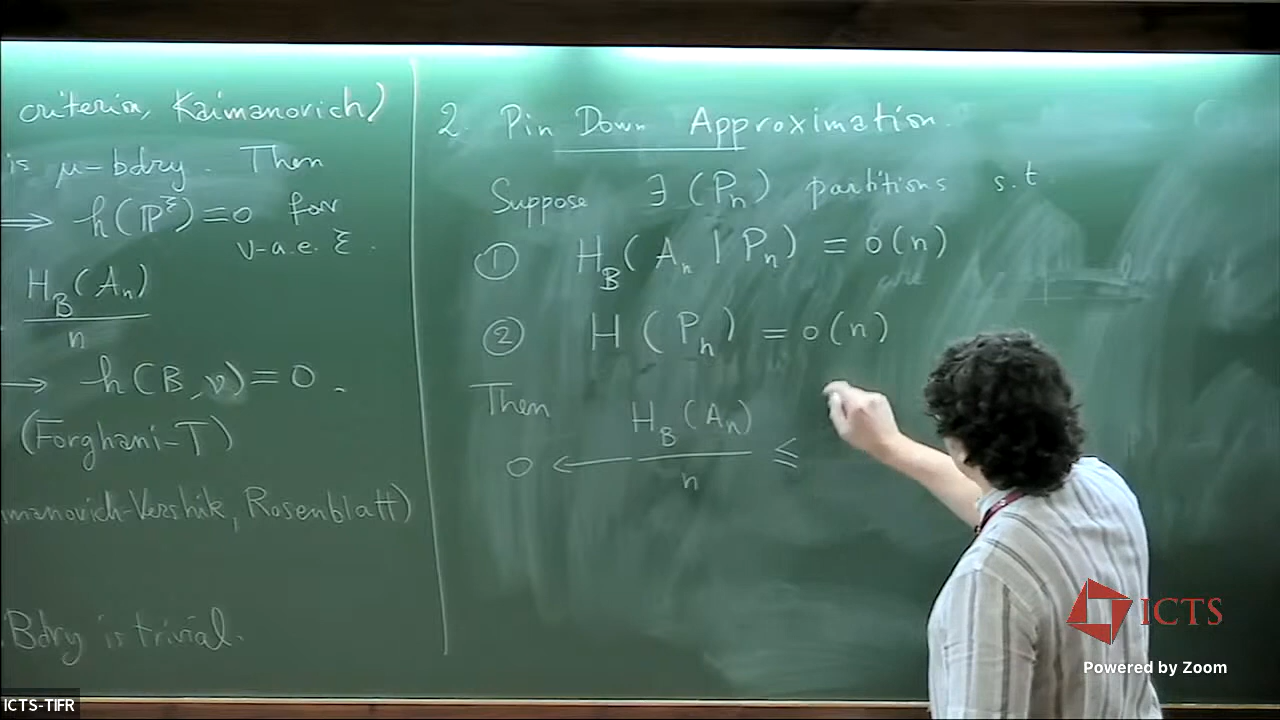 criteria, Kaimanovich)
is μ-bdry. Then
⟹ h(ℙ^ξ)=0 for
ν-a.e. ξ.
H_B(A_n)
n
→ h(B,ν)=0.
(Forghani-T)
manovich-Vershik, Rosenblatt)
Bdry is trivial.
2. Pin Down Approximation.
Suppose ∃ (P_n) partitions s.t
① H_B(A_n | P_n) = o(n)
② H(P_n) = o(n)
Then H_B(A_n)
0 ← ≤
n
ICTS
Powered by Zoom
ICTS-TIFR